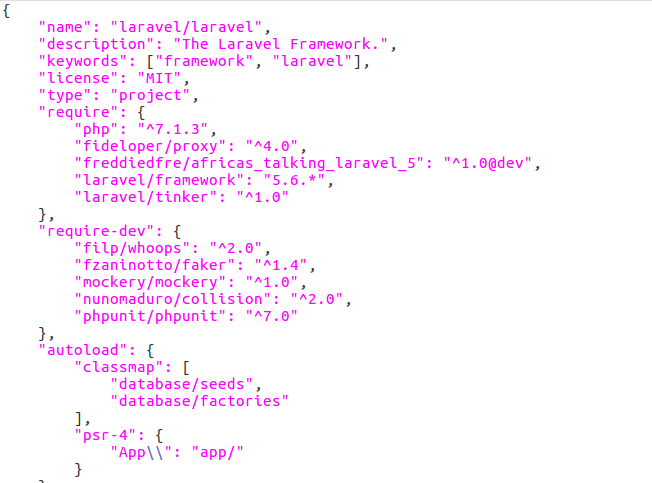 {
    "name": "laravel/laravel",
    "description": "The Laravel Framework.",
    "keywords": ["framework", "laravel"],
    "license": "MIT",
    "type": "project",
    "require": {
        "php": "^7.1.3",
        "fideloper/proxy": "^4.0",
        "freddiedfre/africas_talking_laravel_5": "^1.0@dev",
        "laravel/framework": "5.6.*",
        "laravel/tinker": "^1.0"
    },
    "require-dev": {
        "filp/whoops": "^2.0",
        "fzaninotto/faker": "^1.4",
        "mockery/mockery": "^1.0",
        "nunomaduro/collision": "^2.0",
        "phpunit/phpunit": "^7.0"
    },
    "autoload": {
        "classmap": [
            "database/seeds",
            "database/factories"
        ],
        "psr-4": {
            "App\\": "app/"
        }